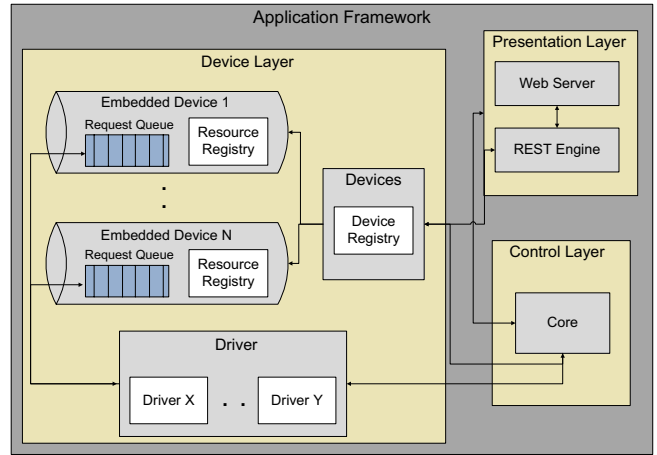 Application Framework
Device Layer
Embedded Device 1
Request Queue
Resource
Registry
.
.
Embedded Device N
Request Queue
Resource
Registry
Devices
Device
Registry
Driver
Driver X
. .
Driver Y
Presentation Layer
Web Server
REST Engine
Control Layer
Core